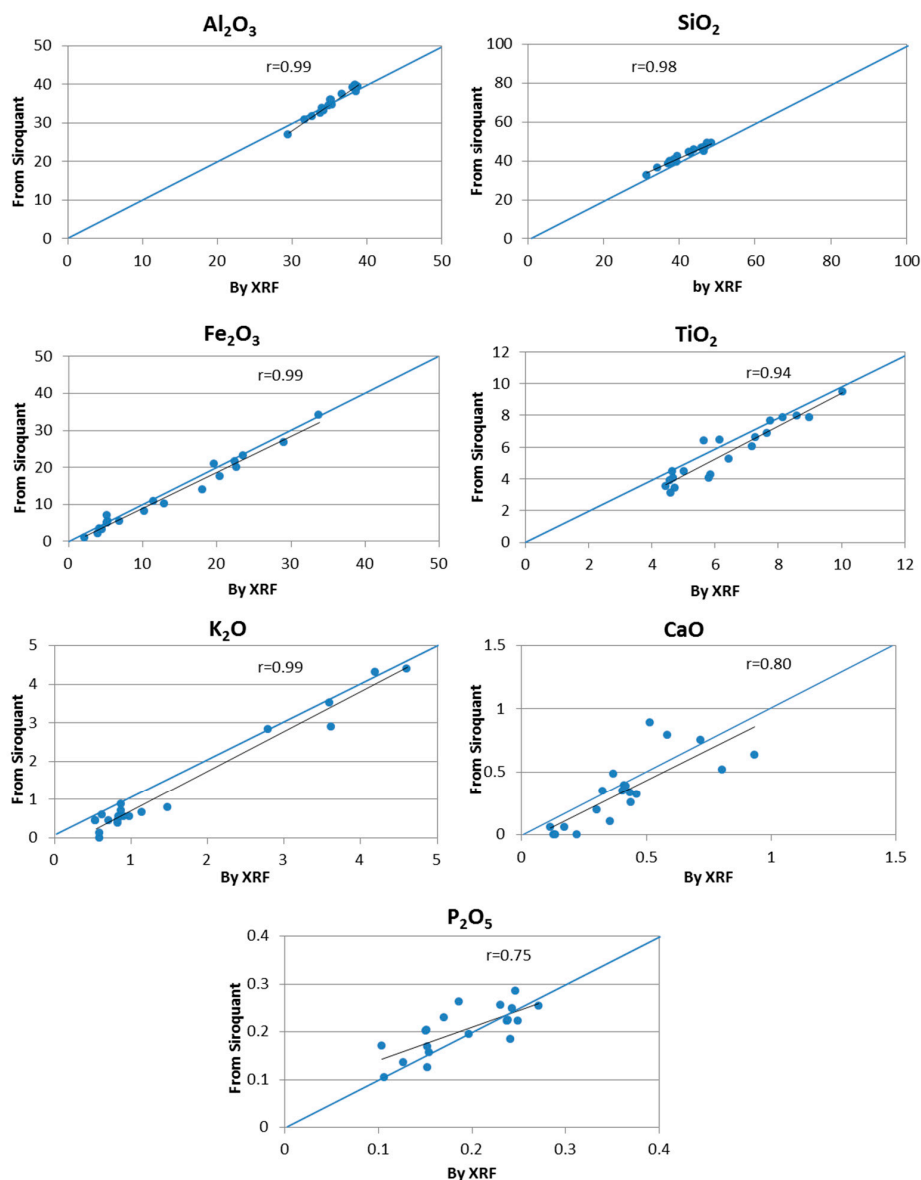 Al₂O₃
50
40
30
20
10
0
0 10 20 30 40 50
r=0.99
From Siroquant
By XRF
SiO₂
100
80
60
40
20
0
20 40 60 80 100
r=0.98
From siroquant
by XRF
Fe₂O₃
50
40
30
20
10
0
0 10 20 30 40 50
r=0.99
From Siroquant
By XRF
TiO₂
12
10
8
6
4
2
0
0 2 4 6 8 10 12
r=0.94
From Siroquant
By XRF
K₂O
5
4
3
2
1
0
0 1 2 3 4 5
r=0.99
From Siroquant
By XRF
CaO
1.5
1
0.5
0
0 0.5 1 1.5
r=0.80
From Siroquant
By XRF
P₂O₅
0.4
0.3
0.2
0.1
0
0 0.1 0.2 0.3 0.4
r=0.75
From Siroquant
By XRF